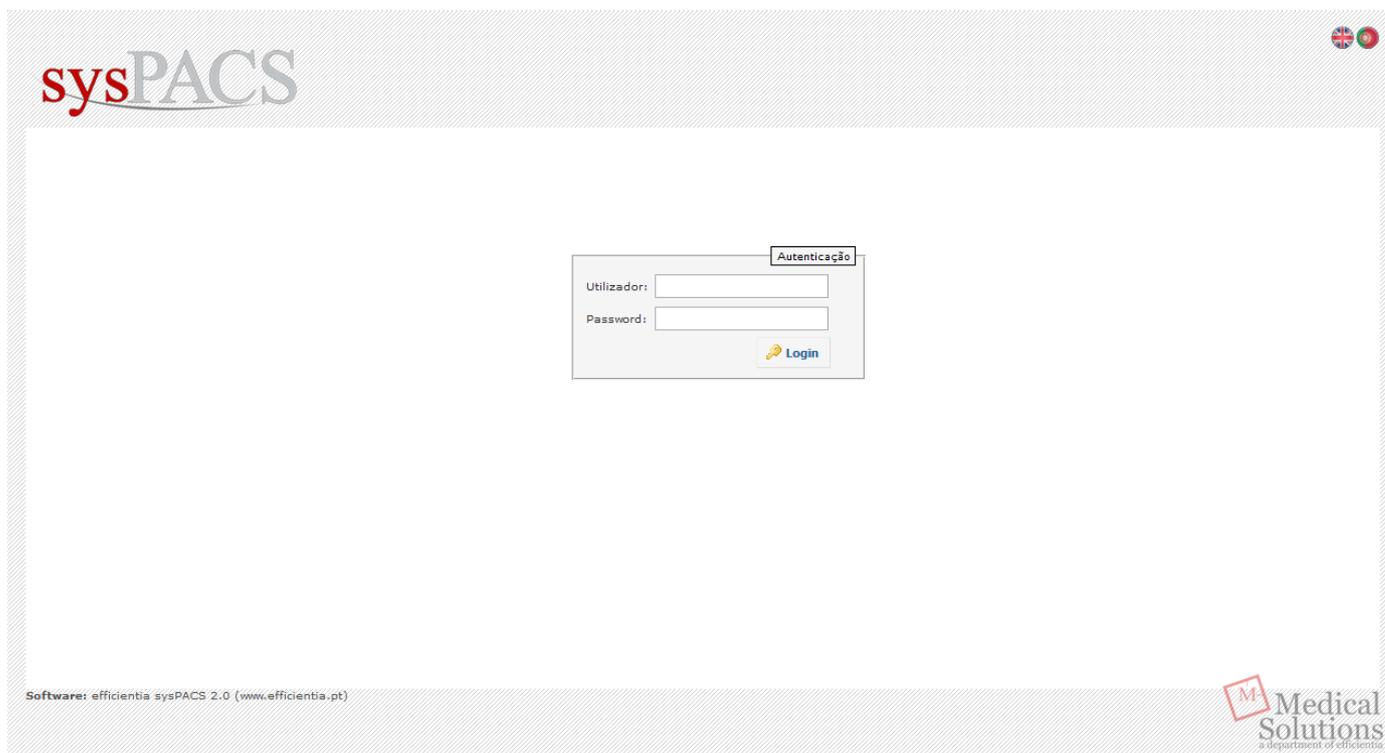 sysPACS
Autenticação
Utilizador:
Password:
Login
Software: efficientia sysPACS 2.0 (www.efficientia.pt)
M+
Medical
Solutions
a department of efficientia